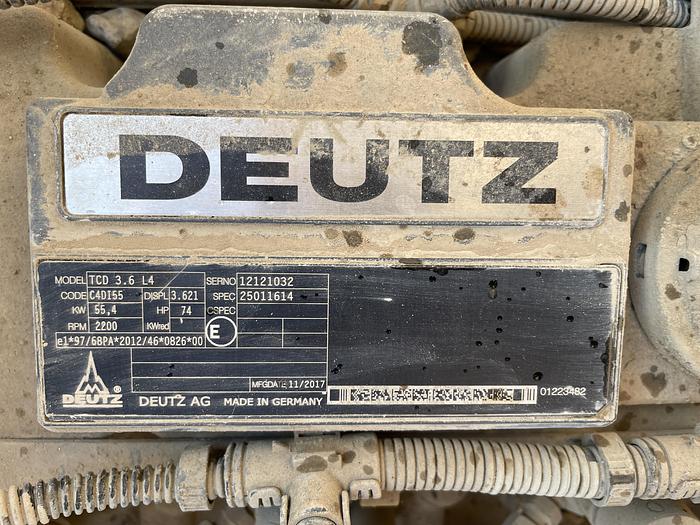 DEUTZ
MODEL TCD 3.6 L4 SERNO 12121032
CODE C4DI55 DISPL 3.621 SPEC 25011614
KW 55,4 HP 74 CSPEC
RPM 2200 KWred E
e1*97/68PA*2012/46*0826*00
MFGDATE 11/2017
DEUTZ ® DEUTZ AG MADE IN GERMANY 01223482